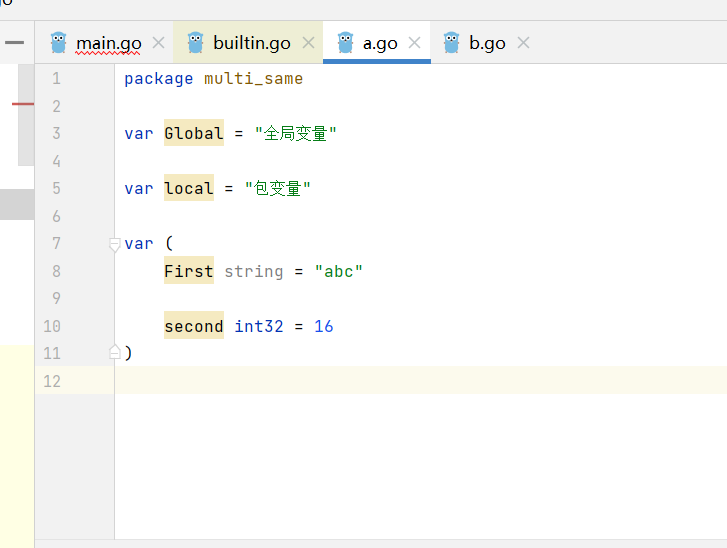 go
main.go builtin.go a.go b.go
1 package multi_same
2
3 var Global = "全局变量"
4
5 var local = "包变量"
6
7 var (
8 First string = "abc"
9
10 second int32 = 16
11 )
12